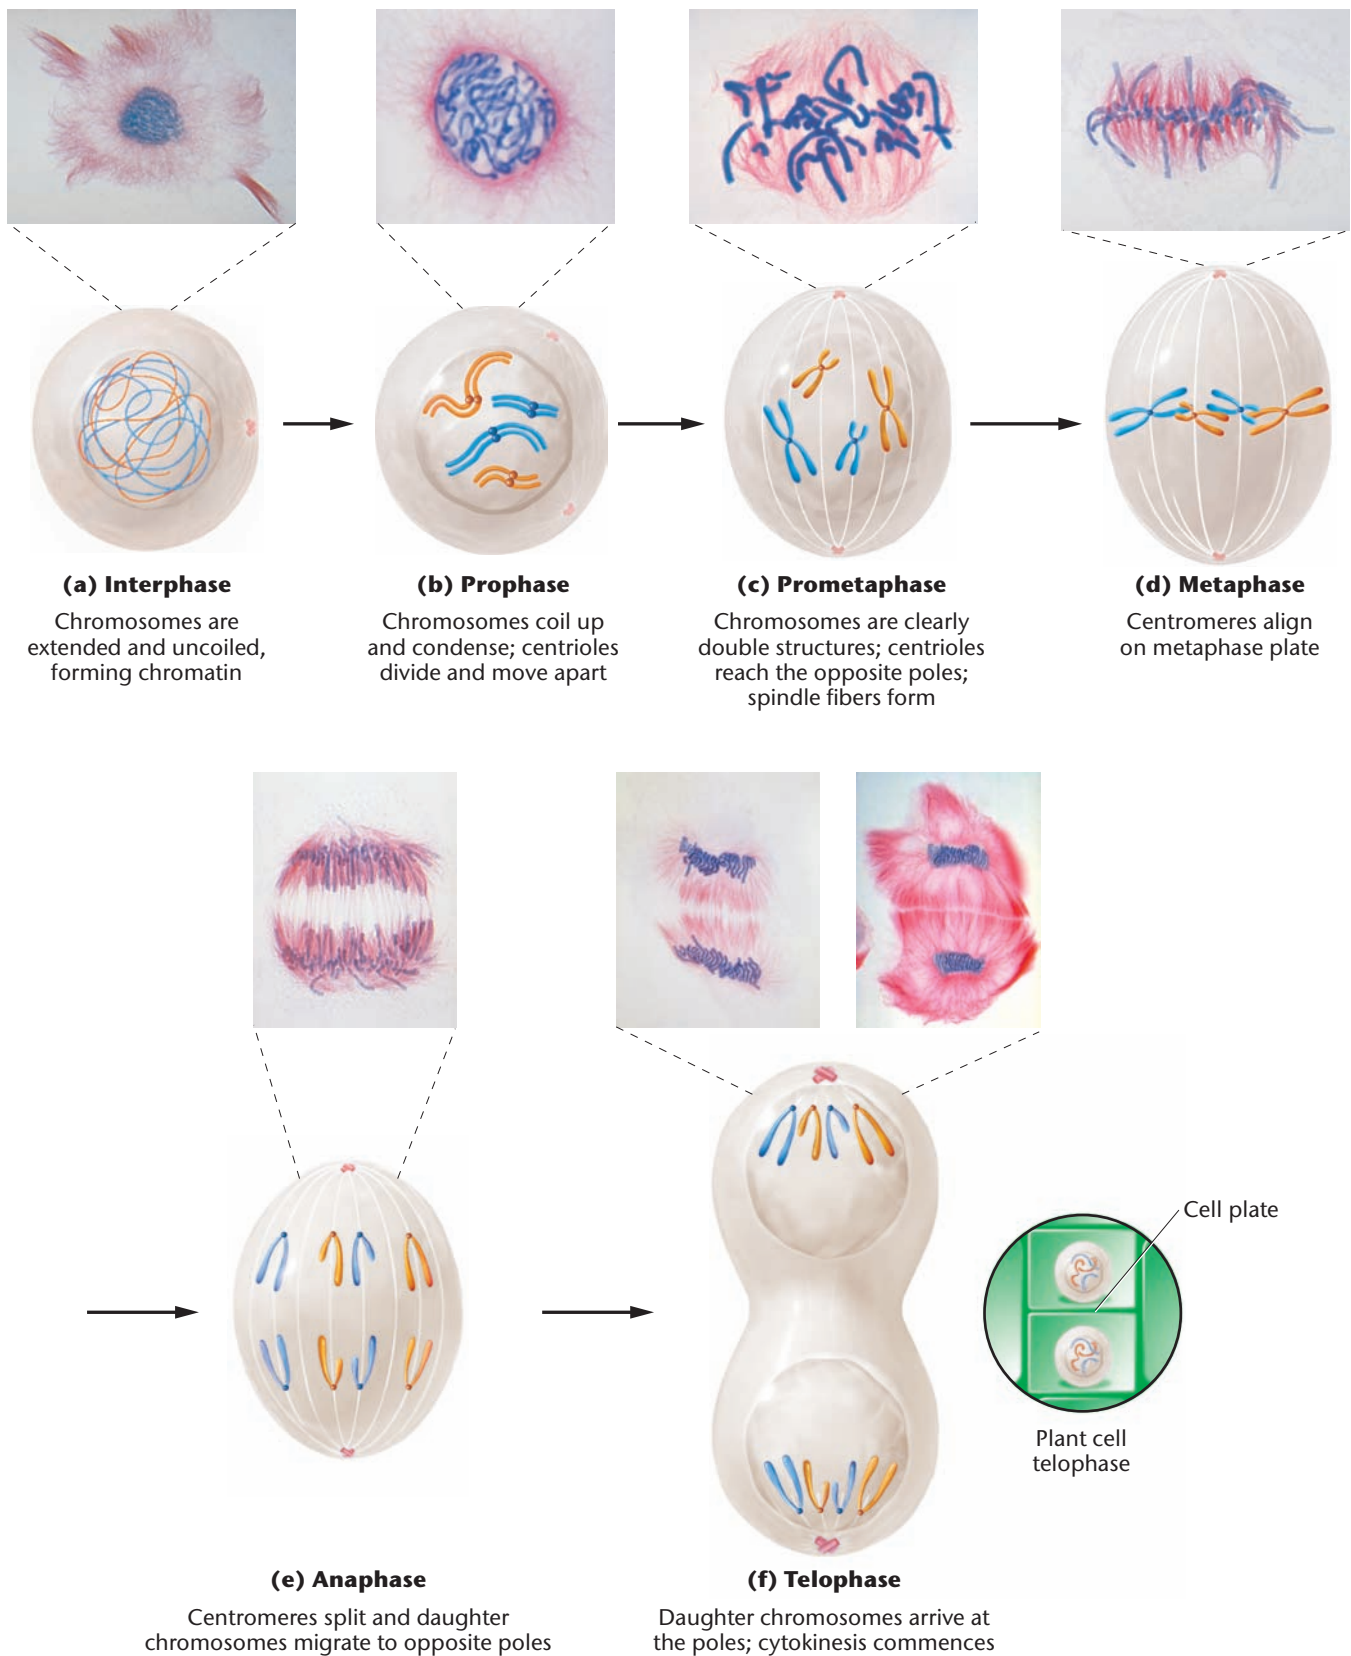 (a) Interphase
Chromosomes are
extended and uncoiled,
forming chromatin
(b) Prophase
Chromosomes coil up
and condense; centrioles
divide and move apart
(c) Prometaphase
Chromosomes are clearly
double structures; centrioles
reach the opposite poles;
spindle fibers form
(d) Metaphase
Centromeres align
on metaphase plate
Cell plate
Plant cell
telophase
(e) Anaphase
Centromeres split and daughter
chromosomes migrate to opposite poles
(f) Telophase
Daughter chromosomes arrive at
the poles; cytokinesis commences